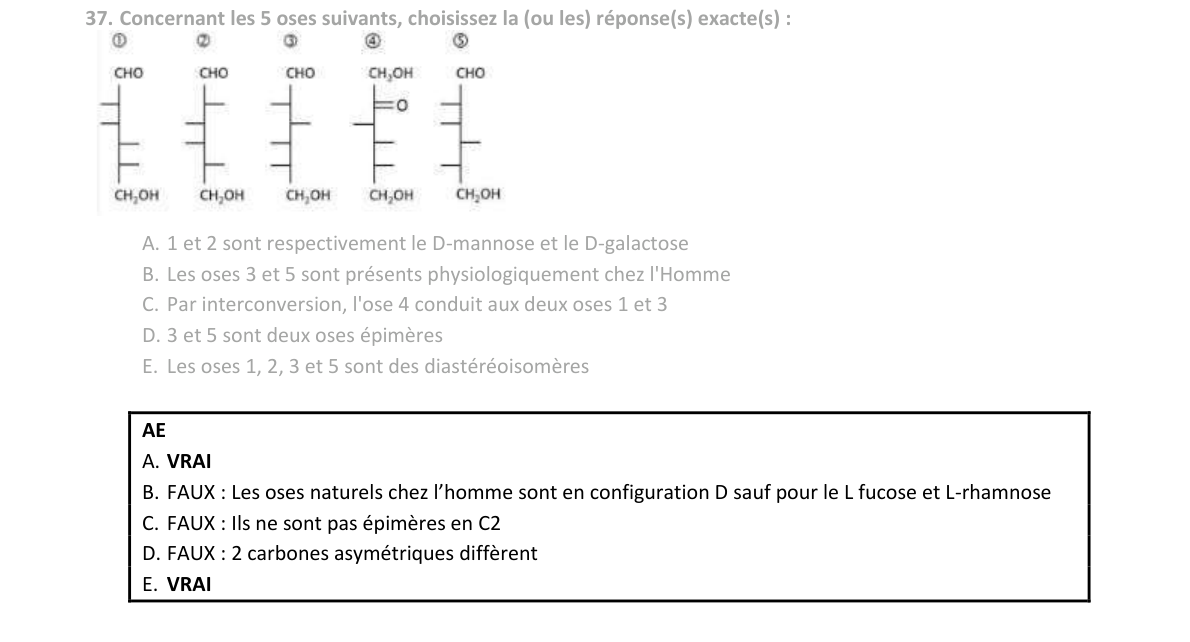 37. Concernant les 5 oses suivants, choisissez la (ou les) réponse(s) exacte(s) :
① ② ③ ④ ⑤
CHO CHO CHO CH₂OH CHO
=O
CH₂OH CH₂OH CH₂OH CH₂OH CH₂OH
A. 1 et 2 sont respectivement le D-mannose et le D-galactose
B. Les oses 3 et 5 sont présents physiologiquement chez l'Homme
C. Par interconversion, l'ose 4 conduit aux deux oses 1 et 3
D. 3 et 5 sont deux oses épimères
E. Les oses 1, 2, 3 et 5 sont des diastéréoisomères
AE
A. VRAI
B. FAUX : Les oses naturels chez l’homme sont en configuration D sauf pour le L fucose et L-rhamnose
C. FAUX : Ils ne sont pas épimères en C2
D. FAUX : 2 carbones asymétriques diffèrent
E. VRAI